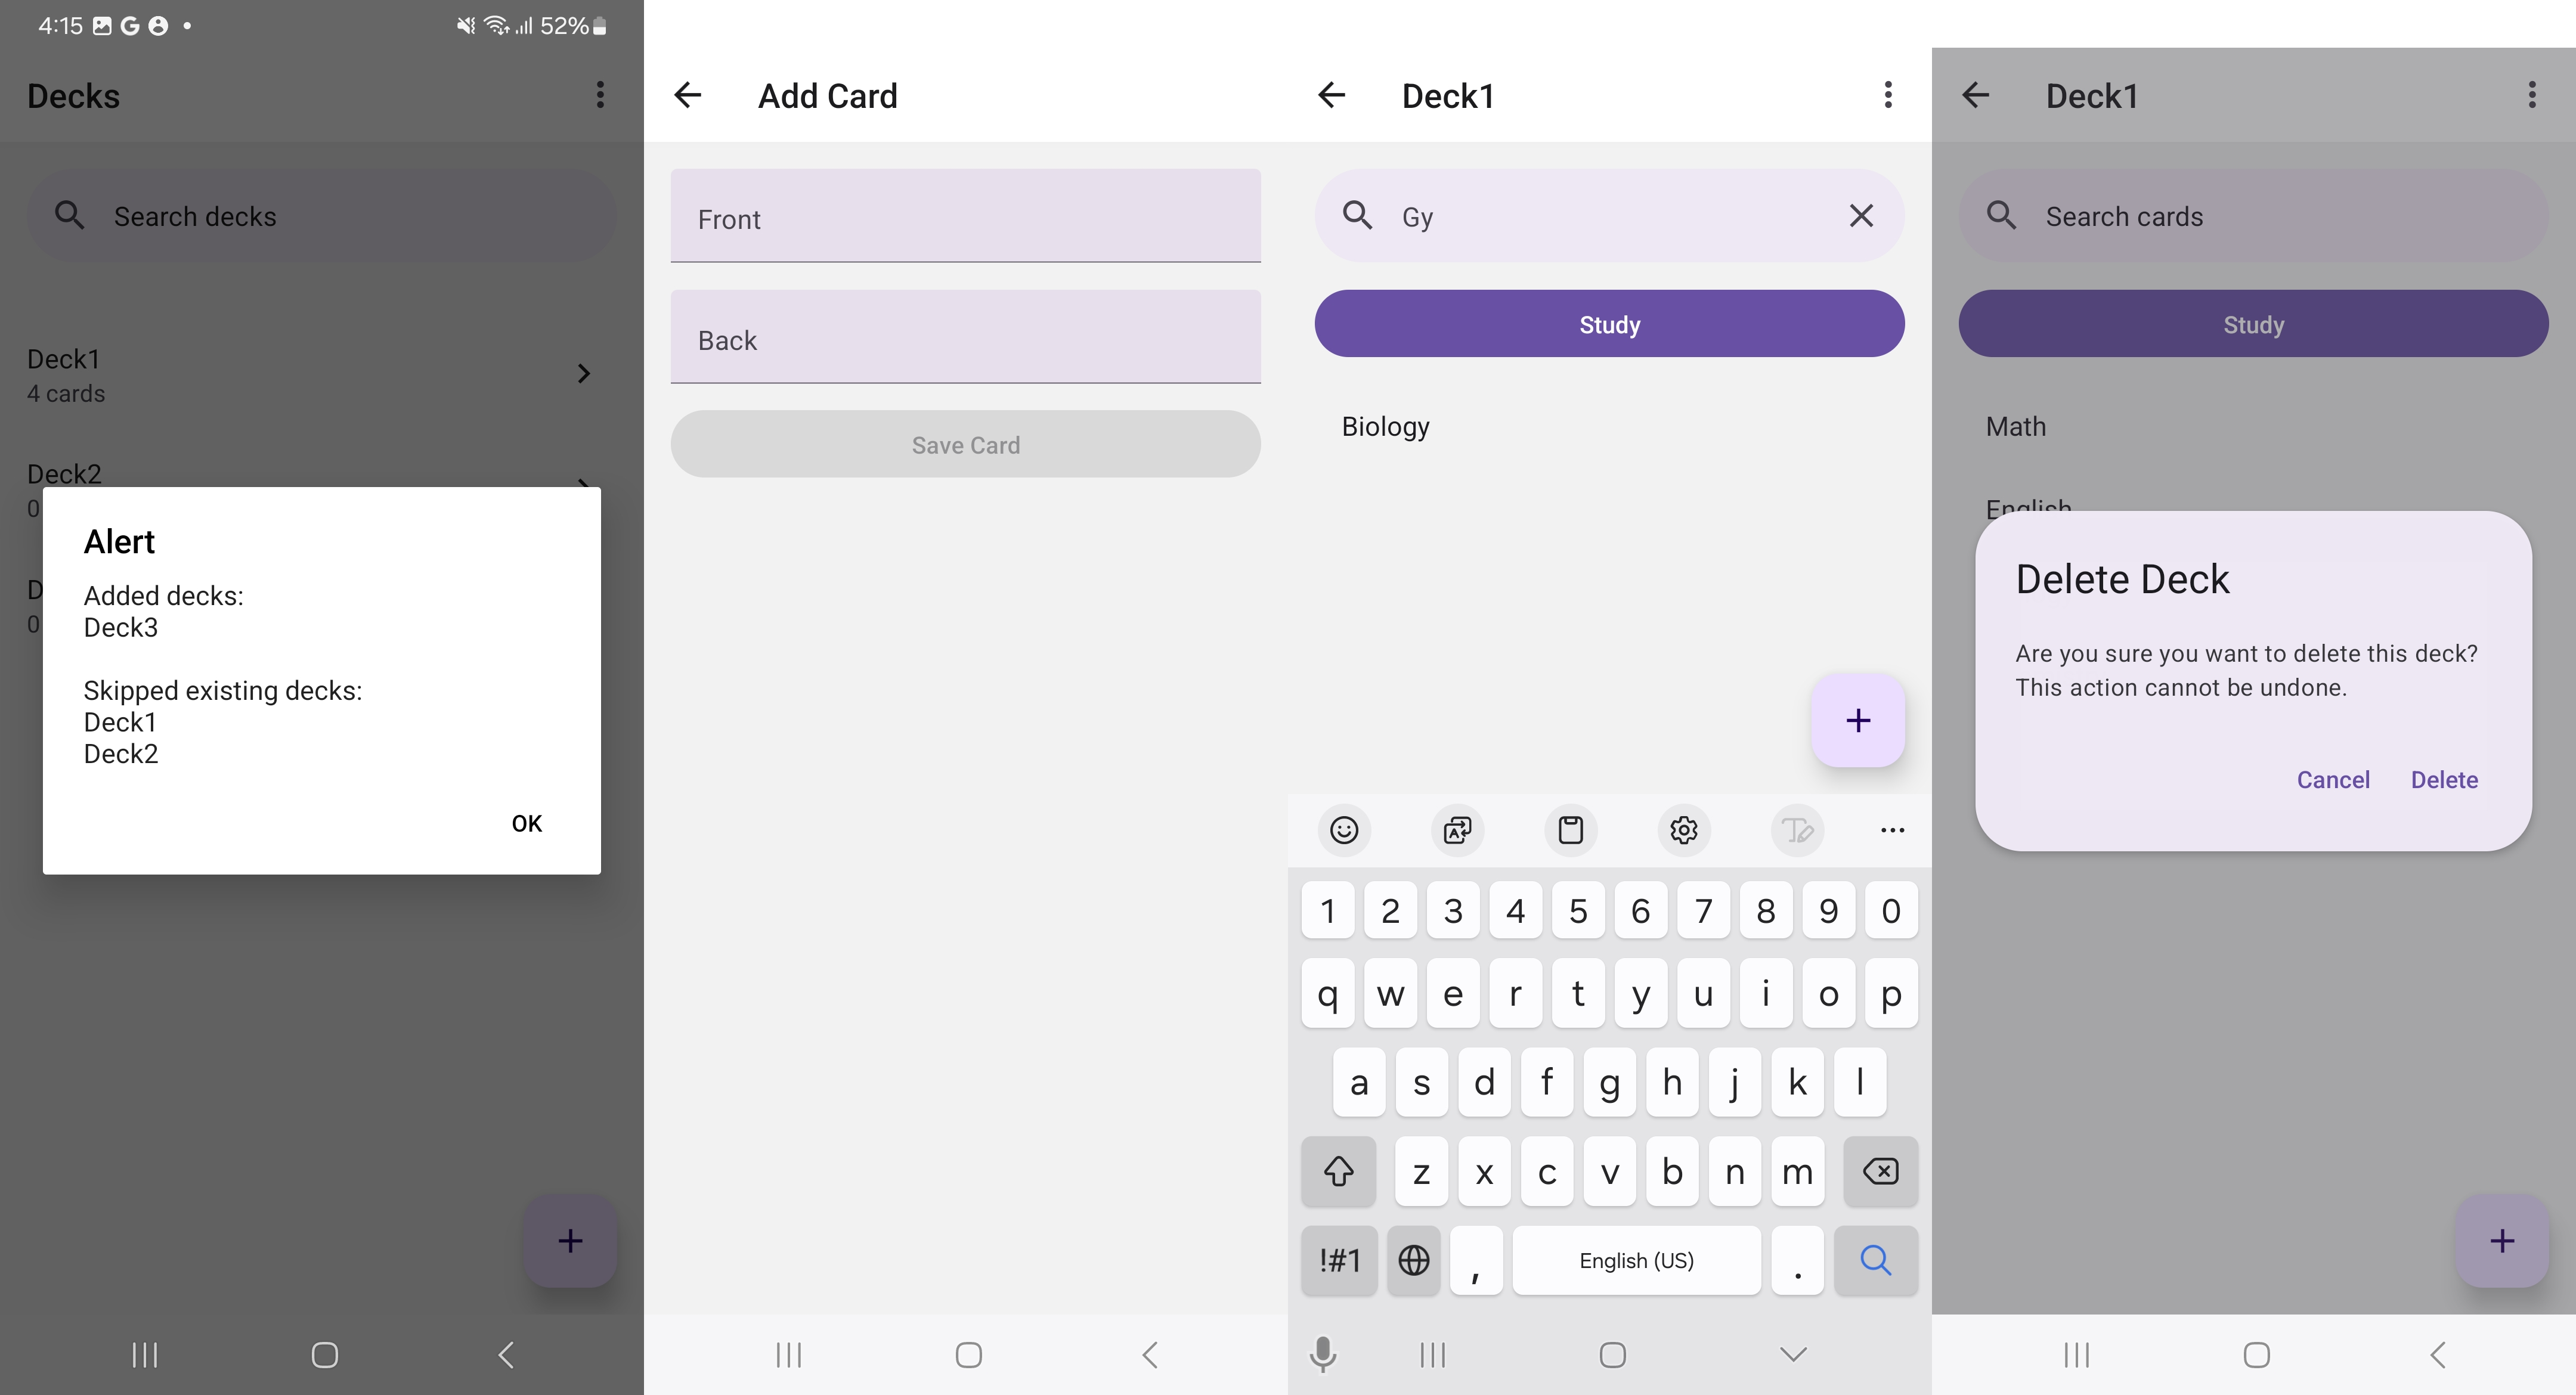 4:15
52%
Decks
Search decks
Deck1
4 cards
Deck2
0
D
0
Alert
Added decks:
Deck3
Skipped existing decks:
Deck1
Deck2
OK
Add Card
Front
Back
Save Card
Deck1
Gy
Study
Biology
1 2 3 4 5 6 7 8 9 0
q w e r t y u i o p
a s d f g h j k l
z x c v b n m
!#1 , English (US) .
Deck1
Search cards
Study
Math
English
Delete Deck
Are you sure you want to delete this deck?
This action cannot be undone.
Cancel Delete